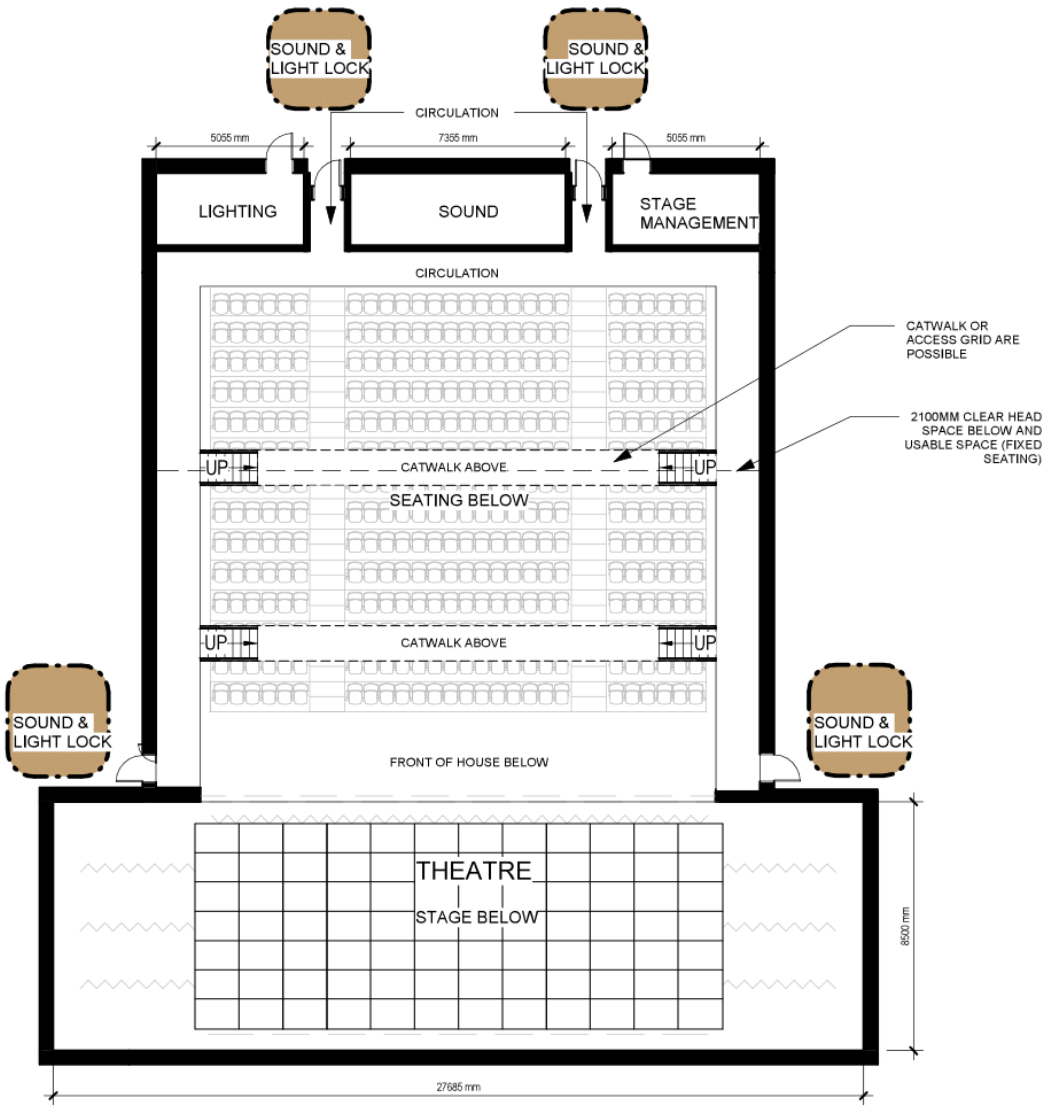 SOUND &
LIGHT LOCK
SOUND &
LIGHT LOCK
CIRCULATION
5055 mm
7355 mm
5055 mm
LIGHTING
SOUND
STAGE
MANAGEMENT
CIRCULATION
CATWALK OR
ACCESS GRID ARE
POSSIBLE
2100MM CLEAR HEAD
SPACE BELOW AND
USABLE SPACE (FIXED
SEATING)
UP
CATWALK ABOVE
UP
SEATING BELOW
UP
CATWALK ABOVE
UP
SOUND &
LIGHT LOCK
SOUND &
LIGHT LOCK
FRONT OF HOUSE BELOW
THEATRE
STAGE BELOW
8500 mm
27685 mm